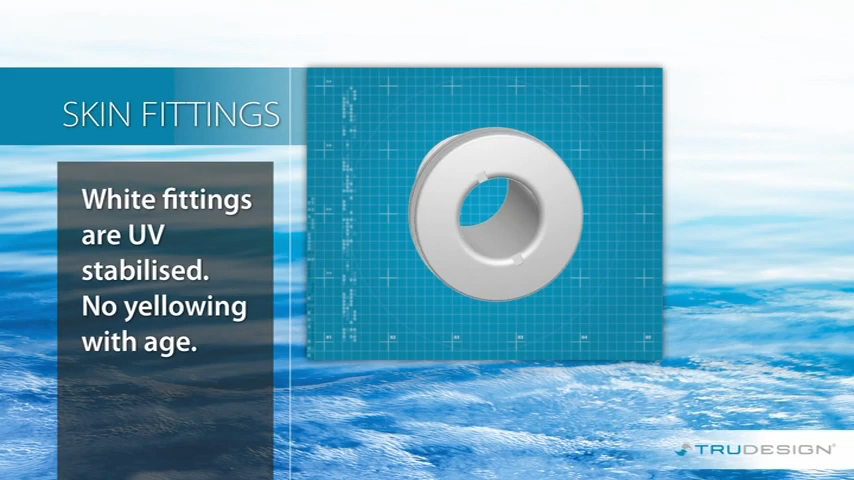 SKIN FITTINGS
White fittings
are UV
stabilised.
No yellowing
with age.
TRUDESIGN®